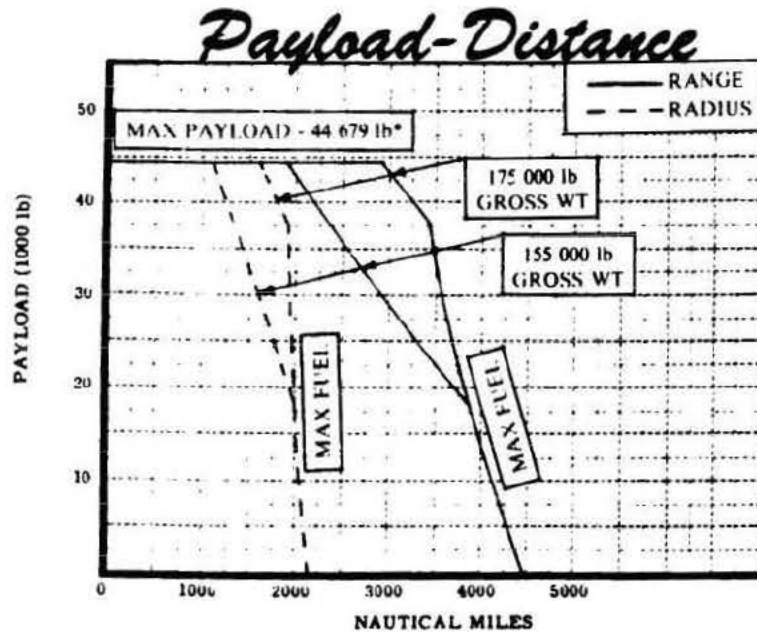 Payload-Distance
RANGE
RADIUS
MAX PAYLOAD - 44 679 lb*
175 000 lb
GROSS WT
155 000 lb
GROSS WT
MAX FUEL
MAX FUEL
PAYLOAD (1000 lb)
50
40
30
20
10
0
1000
2000
3000
4000
5000
NAUTICAL MILES